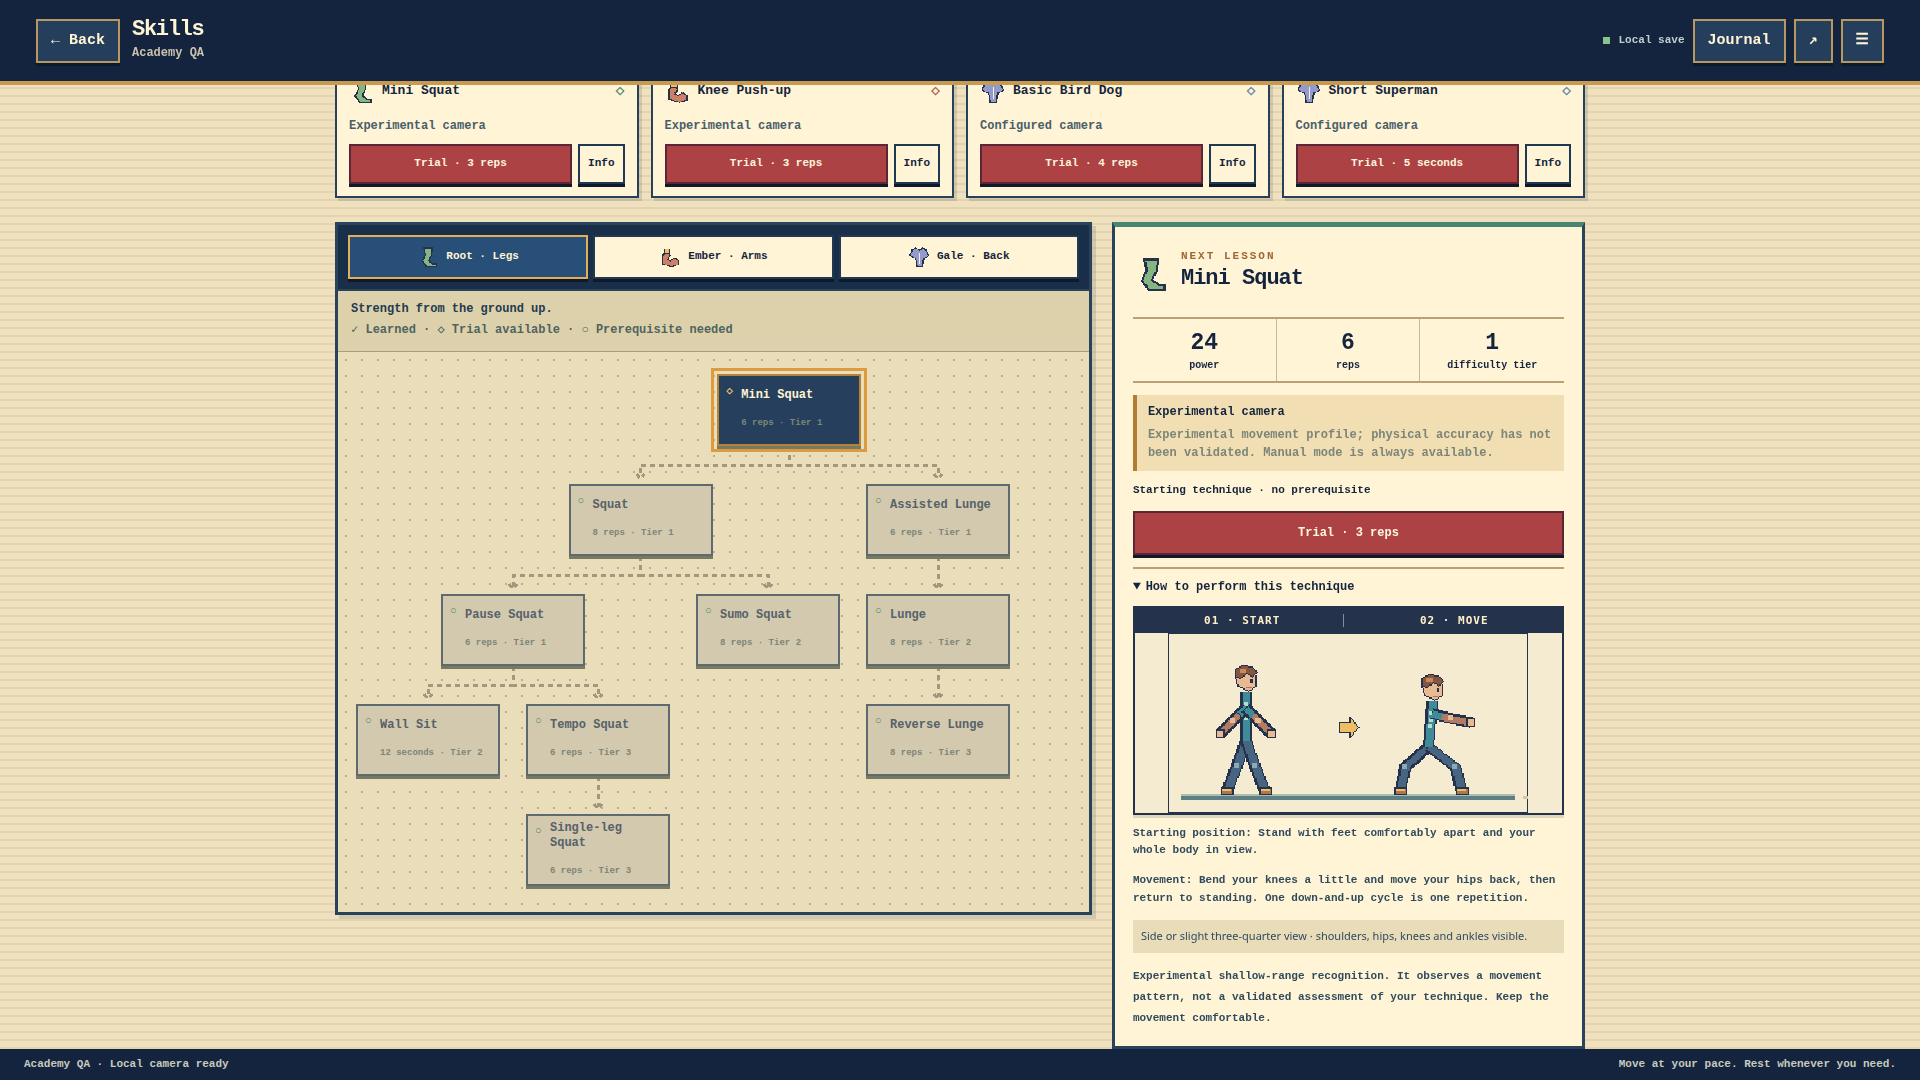 ← Back
Skills
Academy QA
Local save
Journal
↗
☰
Mini Squat ◇
Experimental camera
Trial · 3 reps
Info
Knee Push-up ◇
Experimental camera
Trial · 3 reps
Info
Basic Bird Dog ◇
Configured camera
Trial · 4 reps
Info
Short Superman ◇
Configured camera
Trial · 5 seconds
Info
Root · Legs
Ember · Arms
Gale · Back
Strength from the ground up.
✓ Learned · ◇ Trial available · ○ Prerequisite needed
◇ Mini Squat
6 reps · Tier 1
○ Squat
8 reps · Tier 1
○ Assisted Lunge
6 reps · Tier 1
○ Pause Squat
6 reps · Tier 1
○ Sumo Squat
8 reps · Tier 2
○ Lunge
8 reps · Tier 2
○ Wall Sit
12 seconds · Tier 2
○ Tempo Squat
6 reps · Tier 3
○ Reverse Lunge
8 reps · Tier 3
○ Single-leg
Squat
6 reps · Tier 3
NEXT LESSON
Mini Squat
24
power
6
reps
1
difficulty tier
Experimental camera
Experimental movement profile; physical accuracy has not
been validated. Manual mode is always available.
Starting technique · no prerequisite
Trial · 3 reps
▼ How to perform this technique
01 · START
02 · MOVE
Starting position: Stand with feet comfortably apart and your
whole body in view.
Movement: Bend your knees a little and move your hips back, then
return to standing. One down-and-up cycle is one repetition.
Side or slight three-quarter view · shoulders, hips, knees and ankles visible.
Experimental shallow-range recognition. It observes a movement
pattern, not a validated assessment of your technique. Keep the
movement comfortable.
Academy QA · Local camera ready
Move at your pace. Rest whenever you need.